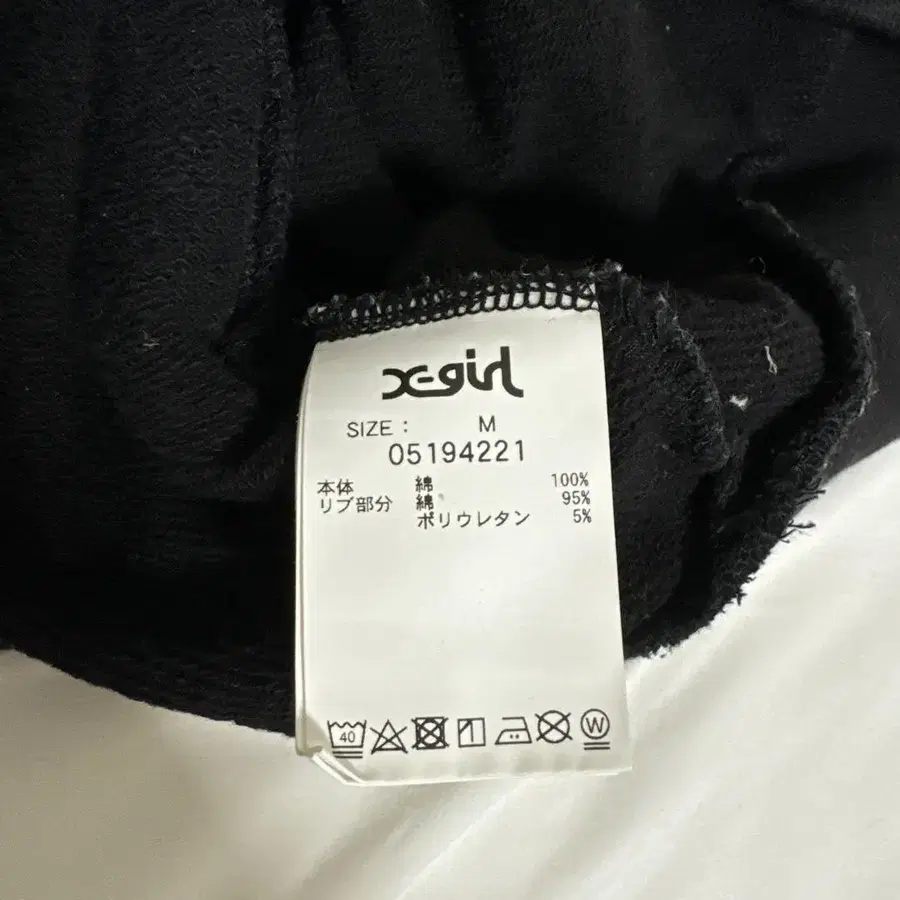 X-girl
SIZE : M
05194221
本体 綿 100%
リブ部分 綿 95%
ポリウレタン 5%
40
W